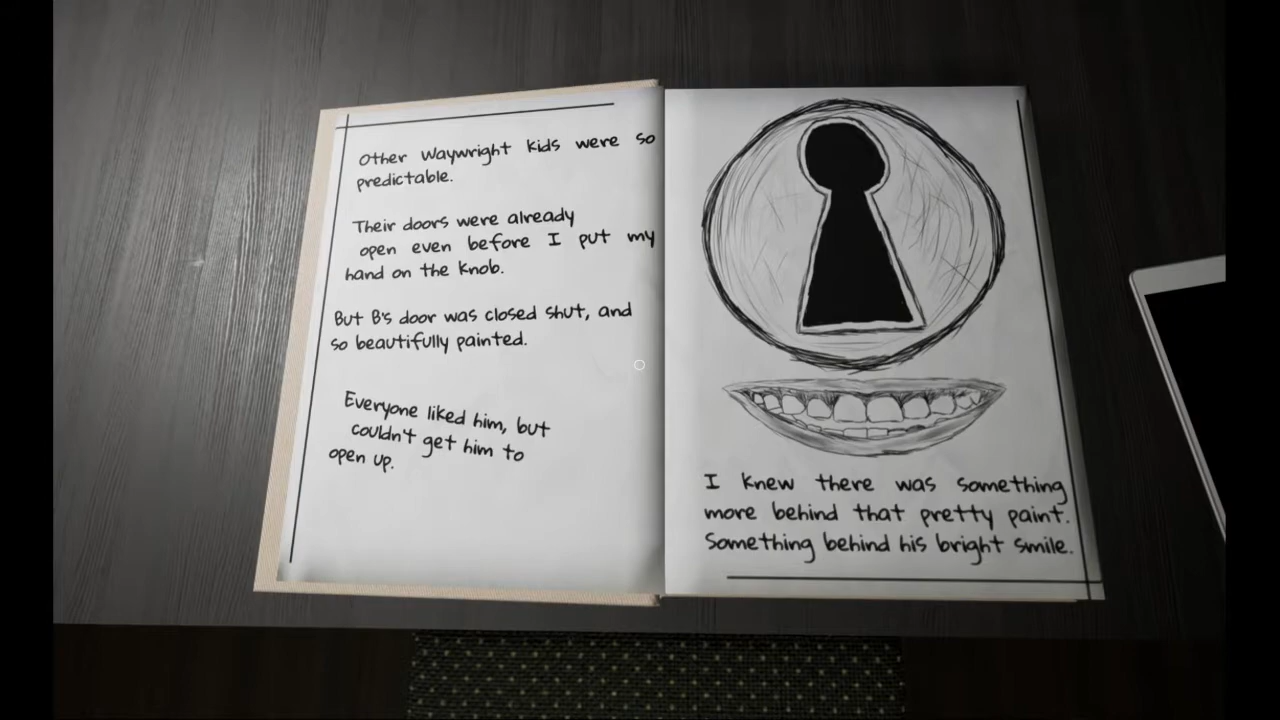 Other Waywright kids were so
predictable.
Their doors were already
open even before I put my
hand on the knob.
But B's door was closed shut, and
so beautifully painted.
Everyone liked him, but
couldn't get him to
open up.
I knew there was something
more behind that pretty paint.
Something behind his bright smile.